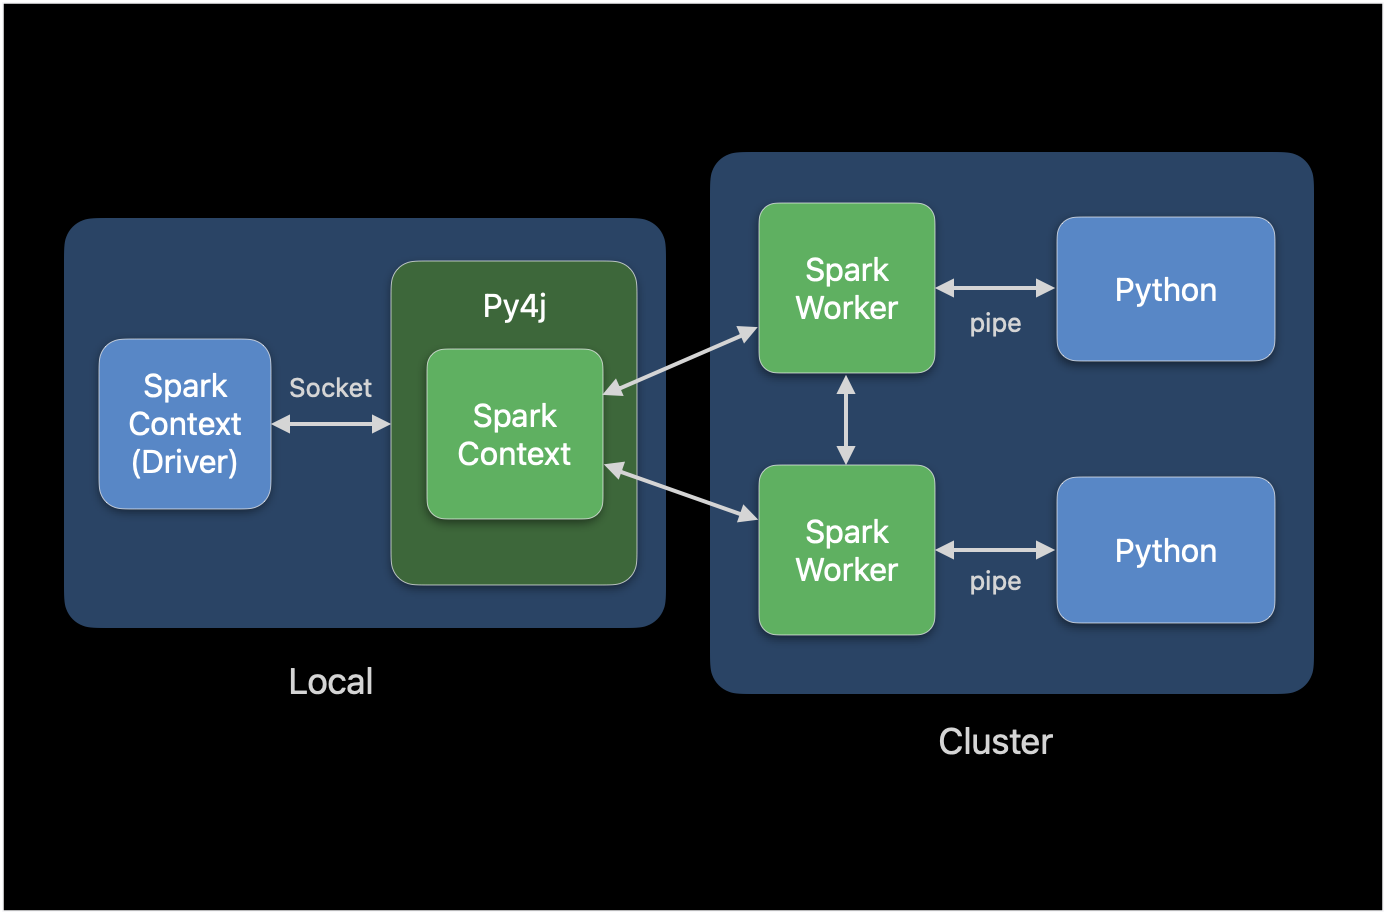 Spark
Context
(Driver)
Socket
Py4j
Spark
Context
Local
Spark
Worker
pipe
Python
Spark
Worker
pipe
Python
Cluster